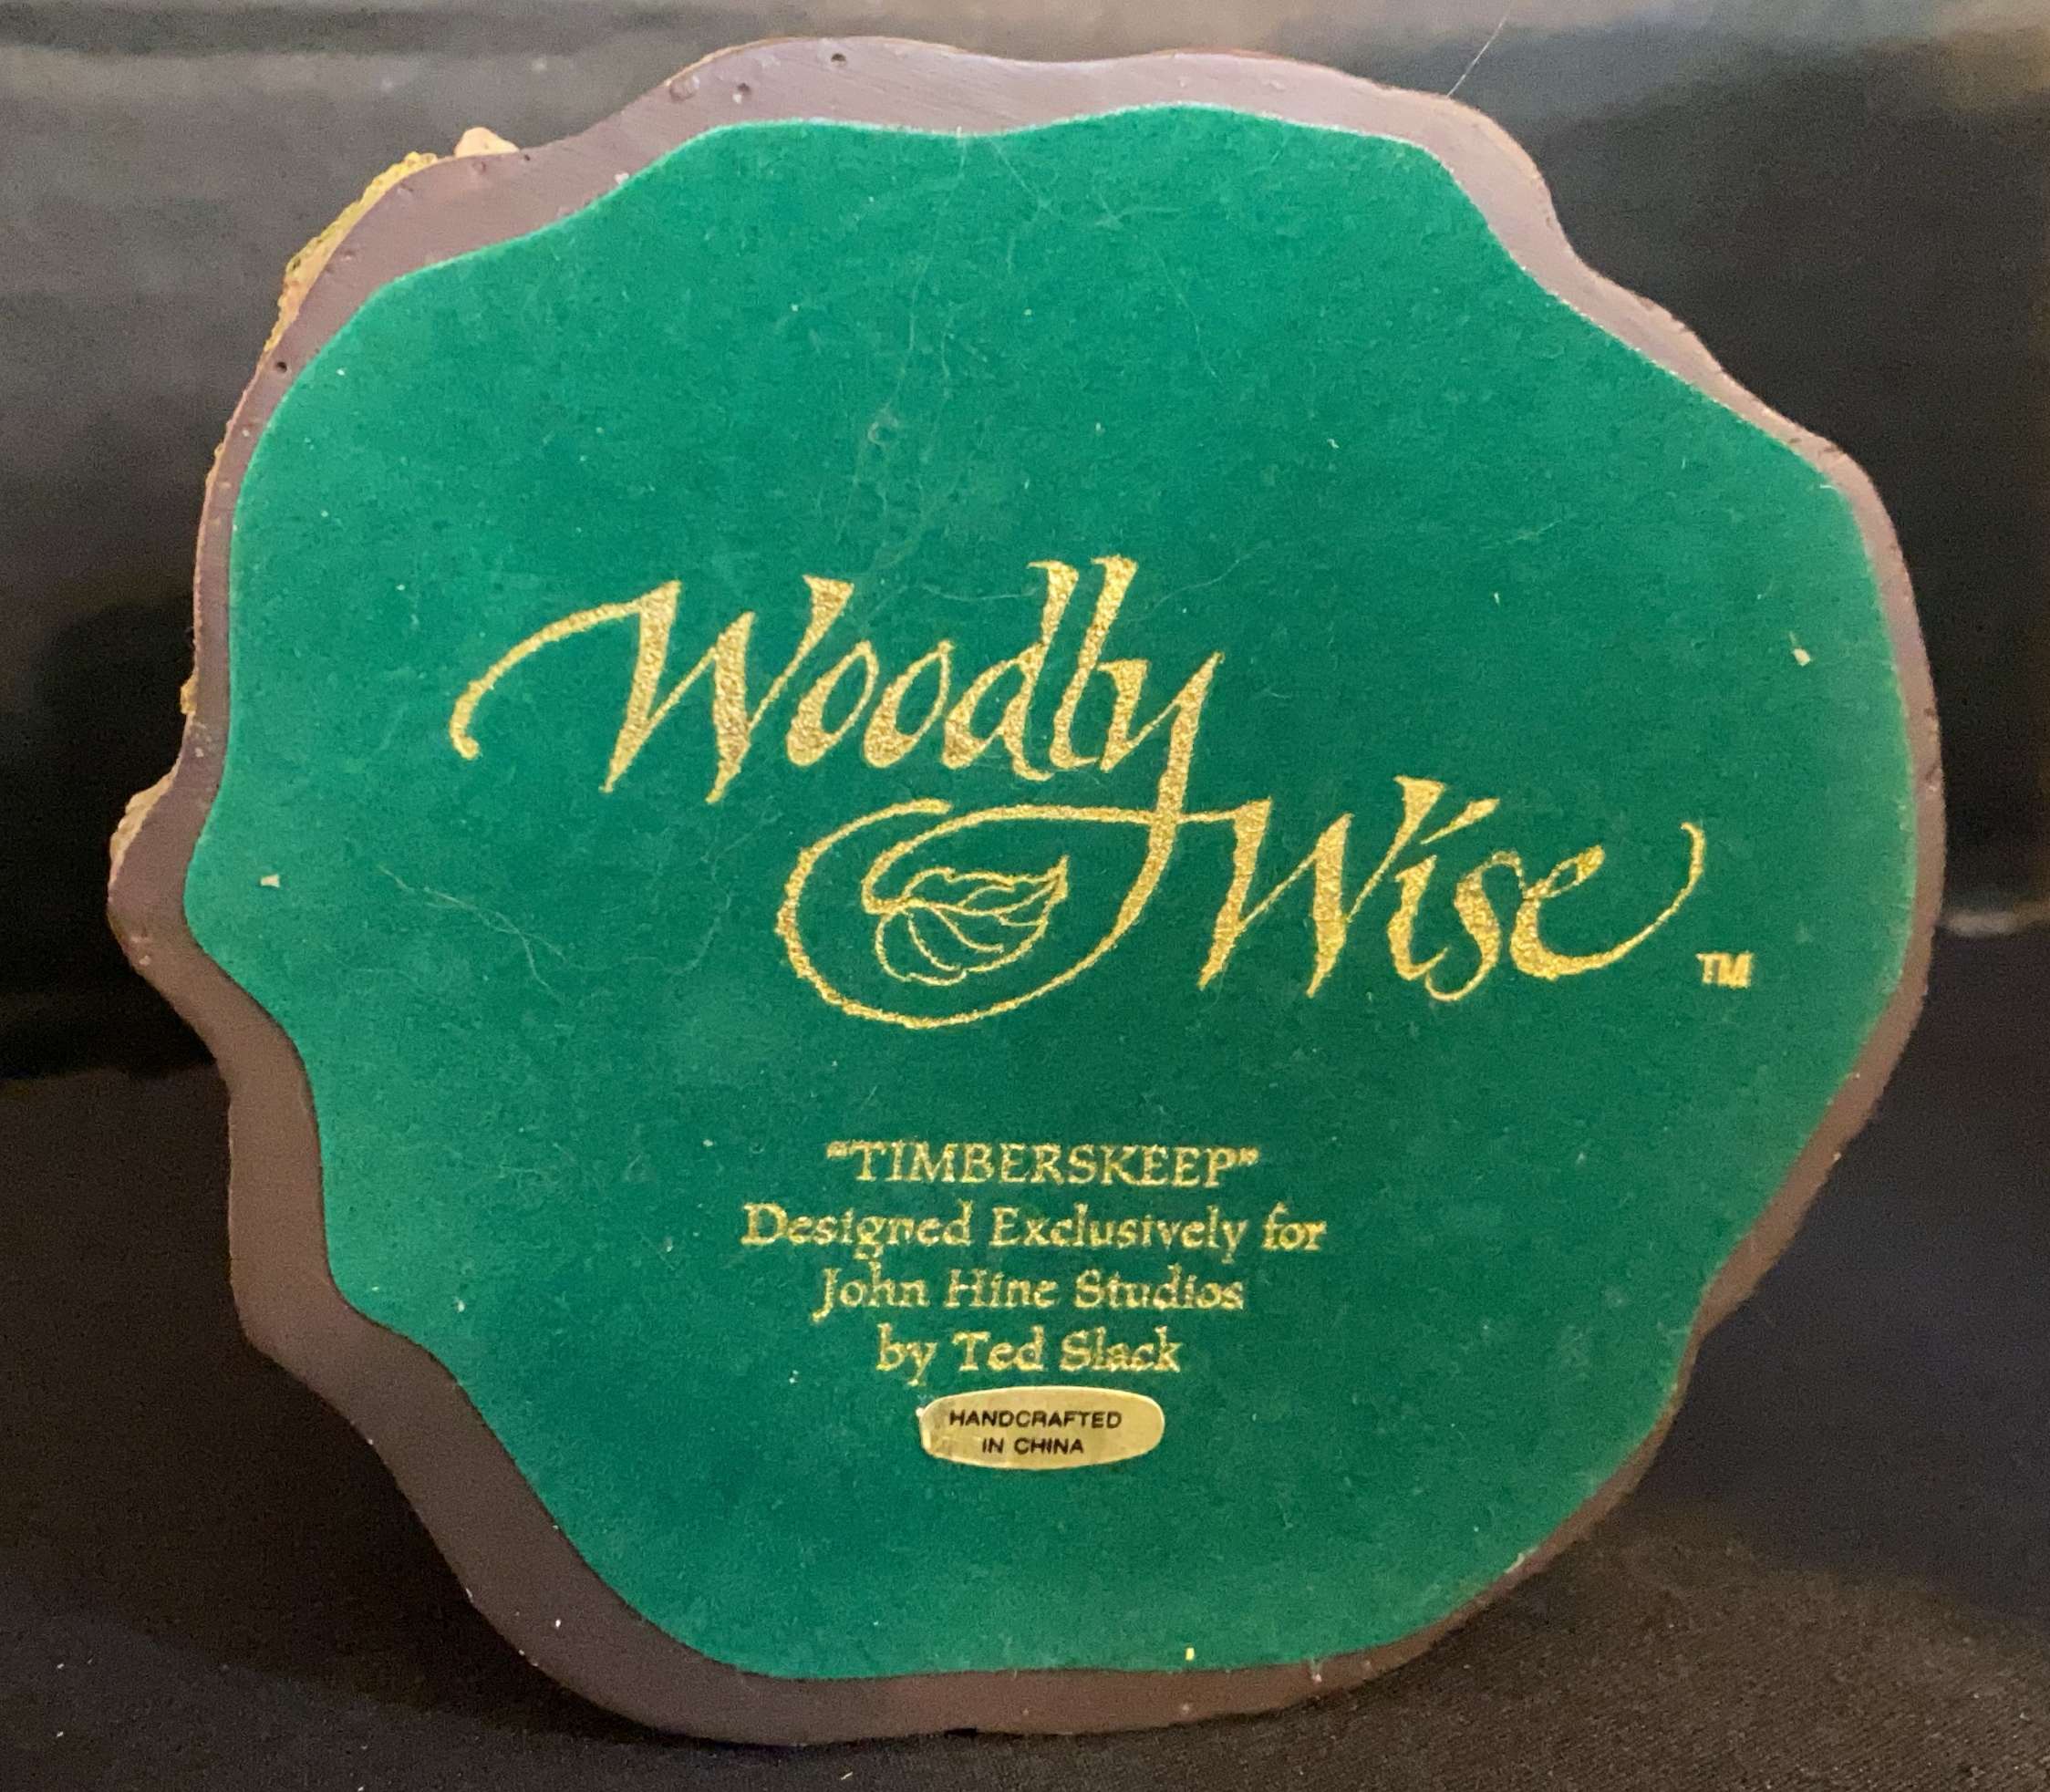 Woodly
Wise ™
"TIMBERSKEEP"
Designed Exclusively for
John Hine Studios
by Ted Slack
HANDCRAFTED
IN CHINA